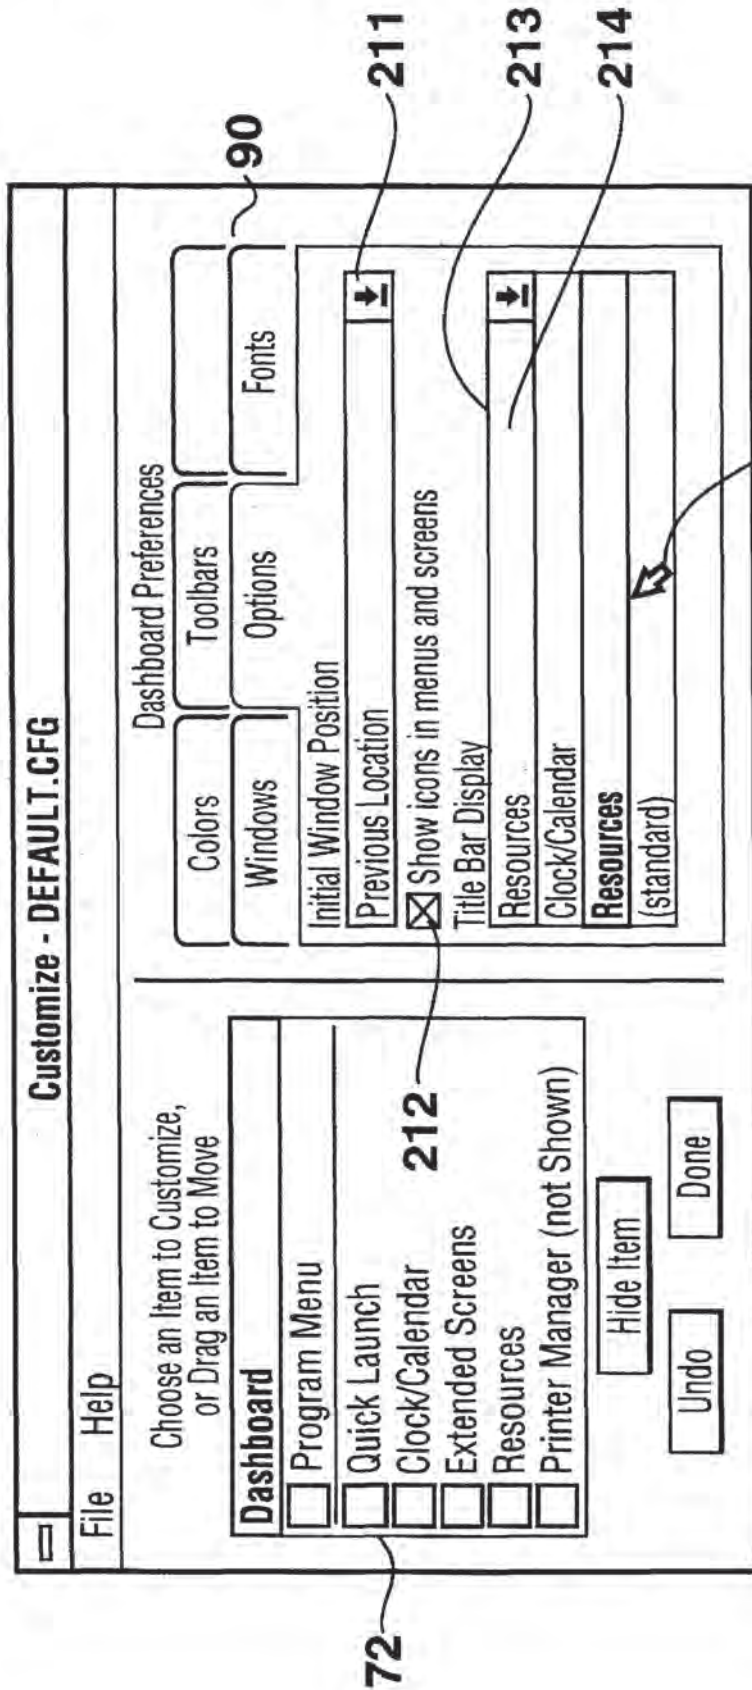 Customize - DEFAULT.CFG
File Help
Choose an Item to Customize,
or Drag an Item to Move
Dashboard
Program Menu
Quick Launch
Clock/Calendar
Extended Screens
Resources
Printer Manager (not Shown)
Hide Item
Undo Done
72
212
Dashboard Preferences
Colors Toolbars
Windows Options Fonts
90
Initial Window Position
Previous Location
211
Show icons in menus and screens
Title Bar Display
213
Resources
214
Clock/Calendar
Resources
(standard)